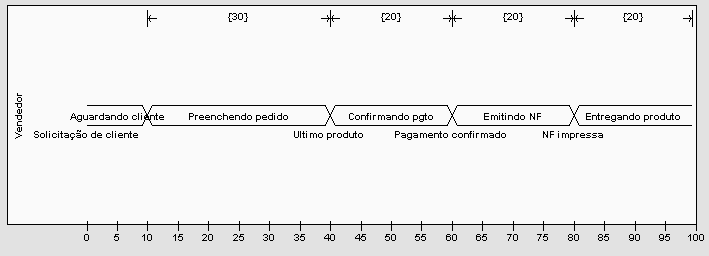 {30} {20} {20} {20}
Vendedor
Aguardando cliente Preenchendo pedido Confirmando pgto Emitindo NF Entregando produto
Solicitação de cliente Ultimo produto Pagamento confirmado NF impressa
0 5 10 15 20 25 30 35 40 45 50 55 60 65 70 75 80 85 90 95 100